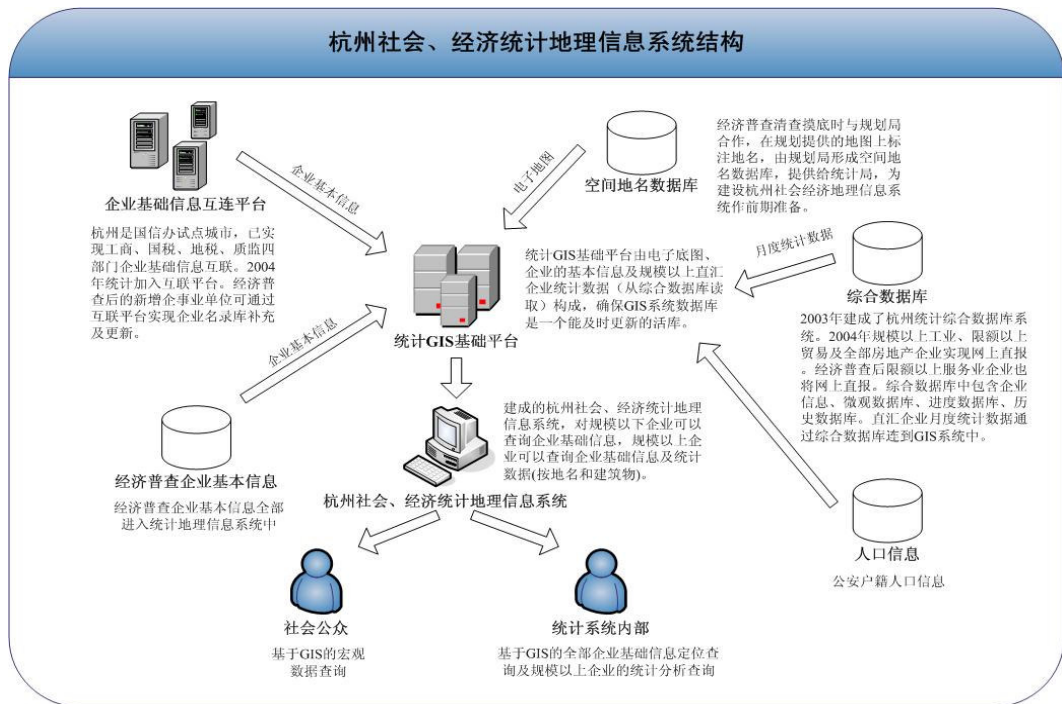 杭州社会、经济统计地理信息系统结构
企业基础信息互连平台
杭州是国信办试点城市，已实
现工商、国税、地税、质监四
部门企业基础信息互联。2004
年统计加入互联平台。经济普
查后的新增企事业单位可通过
互联平台实现企业名录库补充
及更新。
企业基本信息
电子地图
空间地名数据库
经济普查清查摸底时与规划局
合作，在规划提供的地图上标
注地名，由规划局形成空间地
名数据库，提供给统计局，为
建设杭州社会经济地理信息系
统作前期准备。
统计GIS基础平台由电子底图、
企业的基本信息及规模以上直汇
企业统计数据（从综合数据库读
取）构成，确保GIS系统数据库
是一个能及时更新的活库。
统计GIS基础平台
月度统计数据
综合数据库
2003年建成了杭州统计综合数据库系
统。2004年规模以上工业、限额以上
贸易及全部房地产企业实现网上直报
。经济普查后限额以上服务业企业也
将网上直报。综合数据库中包含企业
信息、微观数据库、进度数据库、历
史数据库。直汇企业月度统计数据通
过综合数据库连到GIS系统中。
企业基本信息
经济普查企业基本信息
经济普查企业基本信息全部
进入统计地理信息系统中
建成的杭州社会、经济统计地理
信息系统，对规模以下企业可以
查询企业基础信息，规模以上企
业可以查询企业基础信息及统计
数据(按地名和建筑物)。
杭州社会、经济统计地理信息系统
人口信息
公安户籍人口信息
社会公众
基于GIS的宏观
数据查询
统计系统内部
基于GIS的全部企业基础信息定位查
询及规模以上企业的统计分析查询